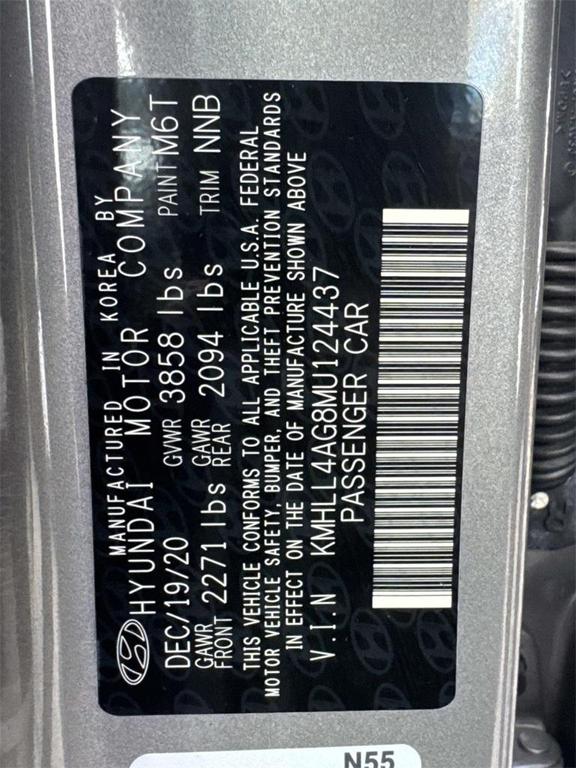 MANUFACTURED IN KOREA BY
HYUNDAI MOTOR COMPANY
DEC/19/20 GVWR 3858 lbs PAINT M6T
GAWR FRONT 2271 lbs GAWR REAR 2094 lbs TRIM NNB
THIS VEHICLE CONFORMS TO ALL APPLICABLE U.S.A. FEDERAL
MOTOR VEHICLE SAFETY, BUMPER, AND THEFT PREVENTION STANDARDS
IN EFFECT ON THE DATE OF MANUFACTURE SHOWN ABOVE
V.I.N KMHLL4AG8MU124437
PASSENGER CAR
N55